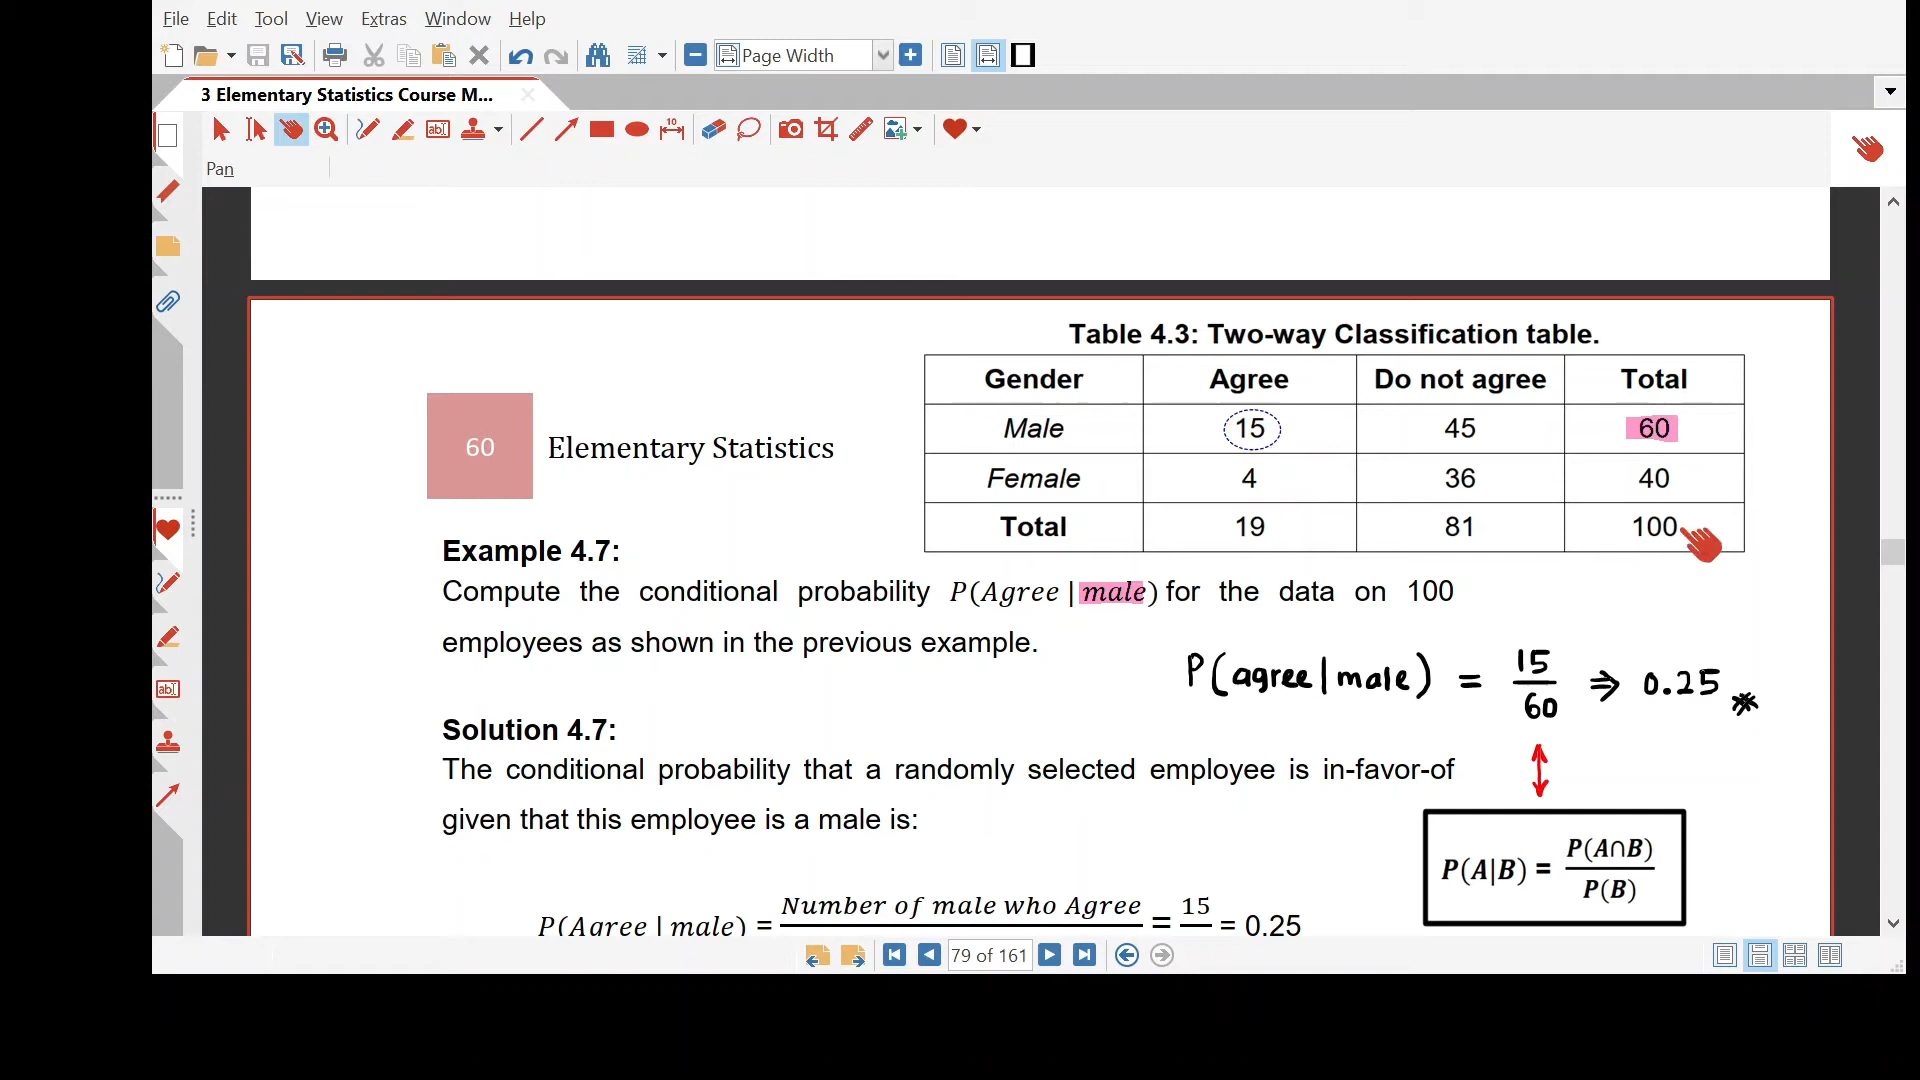 File Edit Tool View Extras Window Help
Page Width
3 Elementary Statistics Course M...
Pan
Table 4.3: Two-way Classification table.
Gender Agree Do not agree Total
Male 15 45 60
Female 4 36 40
Total 19 81 100
60 Elementary Statistics
Example 4.7:
Compute the conditional probability P(Agree | male) for the data on 100
employees as shown in the previous example.
P(agree|male) = 15/60 ⇒ 0.25 *
Solution 4.7:
The conditional probability that a randomly selected employee is in-favor-of
given that this employee is a male is:
P(A|B) = P(A∩B)/P(B)
P(Agree | male) = Number of male who Agree = 15 = 0.25
79 of 161